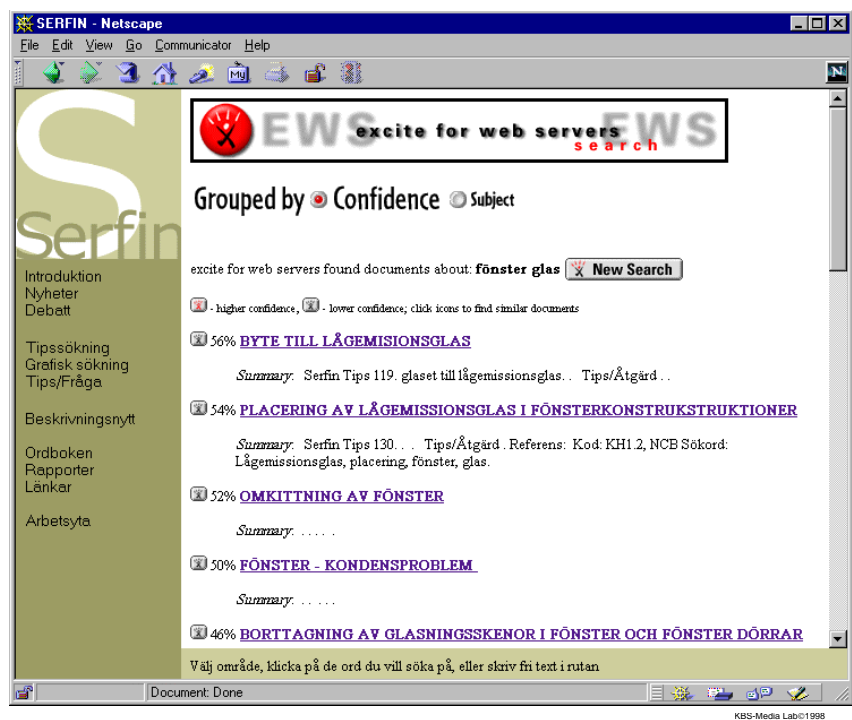 SERFIN - Netscape
File Edit View Go Communicator Help
My
N
S
Serfin
EWS excite for web servers EWS
search
Grouped by Confidence Subject
excite for web servers found documents about: fönster glas New Search
- higher confidence, - lower confidence; click icons to find similar documents
56% BYTE TILL LÅGEMISIONSGLAS
Summary: Serfin Tips 119. glaset till lågemissionsglas. . Tips/Åtgärd . .
54% PLACERING AV LÅGEMISSIONSGLAS I FÖNSTERKONSTRUKSTRUKTIONER
Summary: Serfin Tips 130. . . Tips/Åtgärd . Referens: Kod: KH1.2, NCB Sökord:
Lågemissionsglas, placering, fönster, glas.
52% OMKITTNING AV FÖNSTER
Summary: . . . . .
50% FÖNSTER - KONDENSPROBLEM
Summary: . . . . .
46% BORTTAGNING AV GLASNINGSSKENOR I FÖNSTER OCH FÖNSTER DÖRRAR
Introduktion
Nyheter
Debatt
Tipssökning
Grafisk sökning
Tips/Fråga
Beskrivningsnytt
Ordboken
Rapporter
Länkar
Arbetsyta
Välj område, klicka på de ord du vill söka på, eller skriv fri text i rutan
Document: Done
KBS-Media Lab©1998